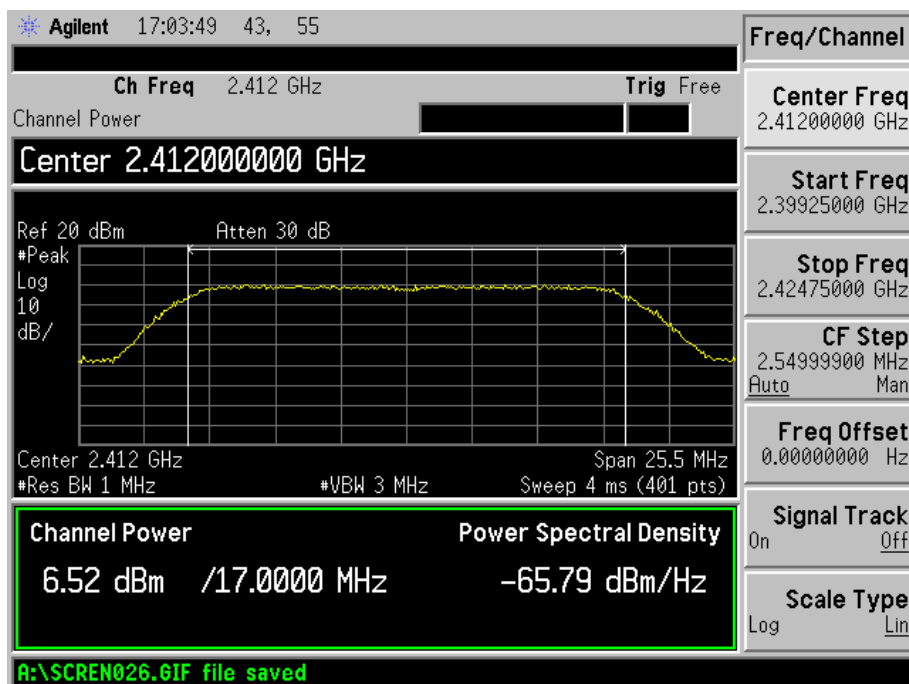 Agilent 17:03:49 43, 55
Ch Freq 2.412 GHz Trig Free
Channel Power
Center 2.412000000 GHz
Ref 20 dBm Atten 30 dB
#Peak
Log
10
dB/
Center 2.412 GHz Span 25.5 MHz
#Res BW 1 MHz #VBW 3 MHz Sweep 4 ms (401 pts)
Channel Power Power Spectral Density
6.52 dBm /17.0000 MHz -65.79 dBm/Hz
A:\SCREN026.GIF file saved
Freq/Channel
Center Freq
2.41200000 GHz
Start Freq
2.39925000 GHz
Stop Freq
2.42475000 GHz
CF Step
2.54999900 MHz
Auto Man
Freq Offset
0.00000000 Hz
Signal Track
On Off
Scale Type
Log Lin